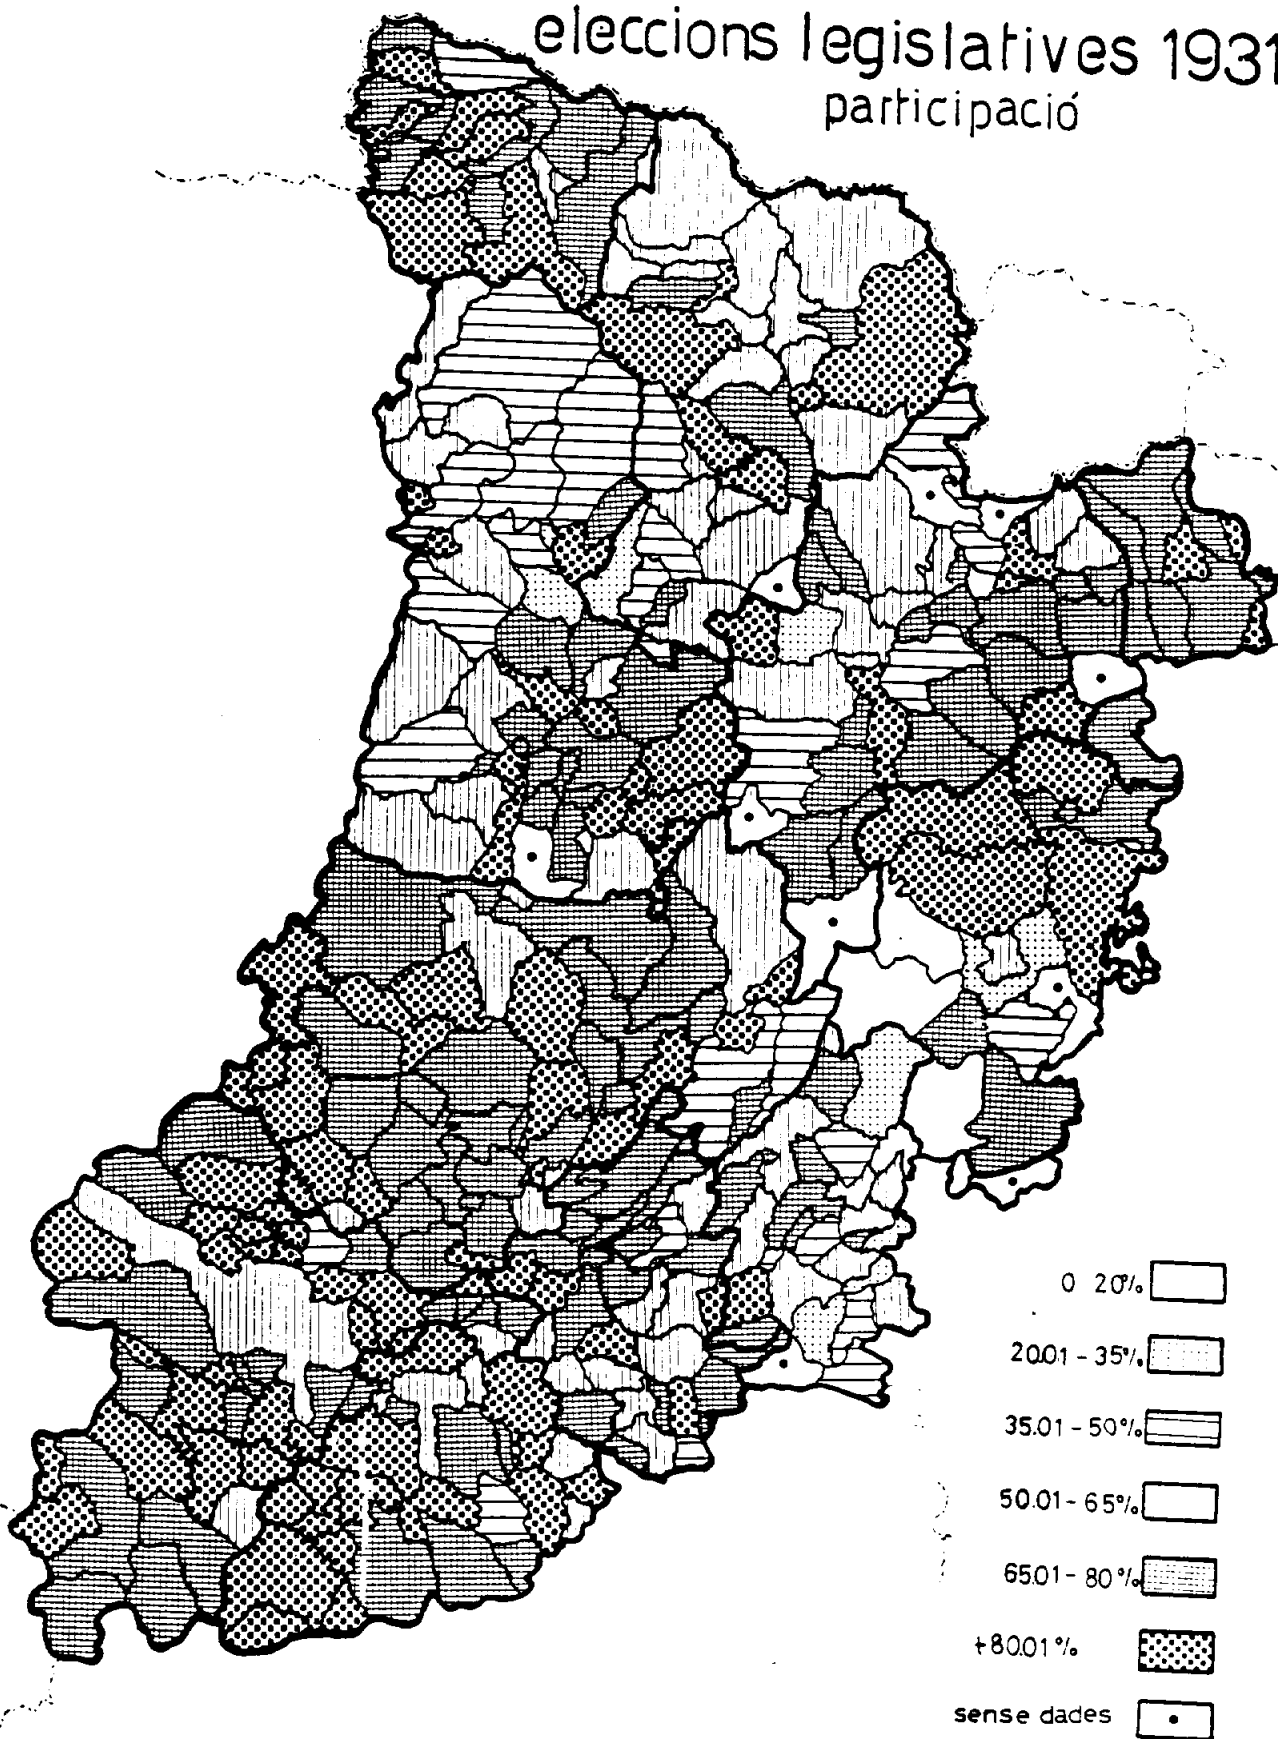 eleccions legislatives 1931
participació
0 20%
20.01 - 35%
35.01 - 50%
50.01 - 65%
65.01 - 80%
+80.01%
sense dades